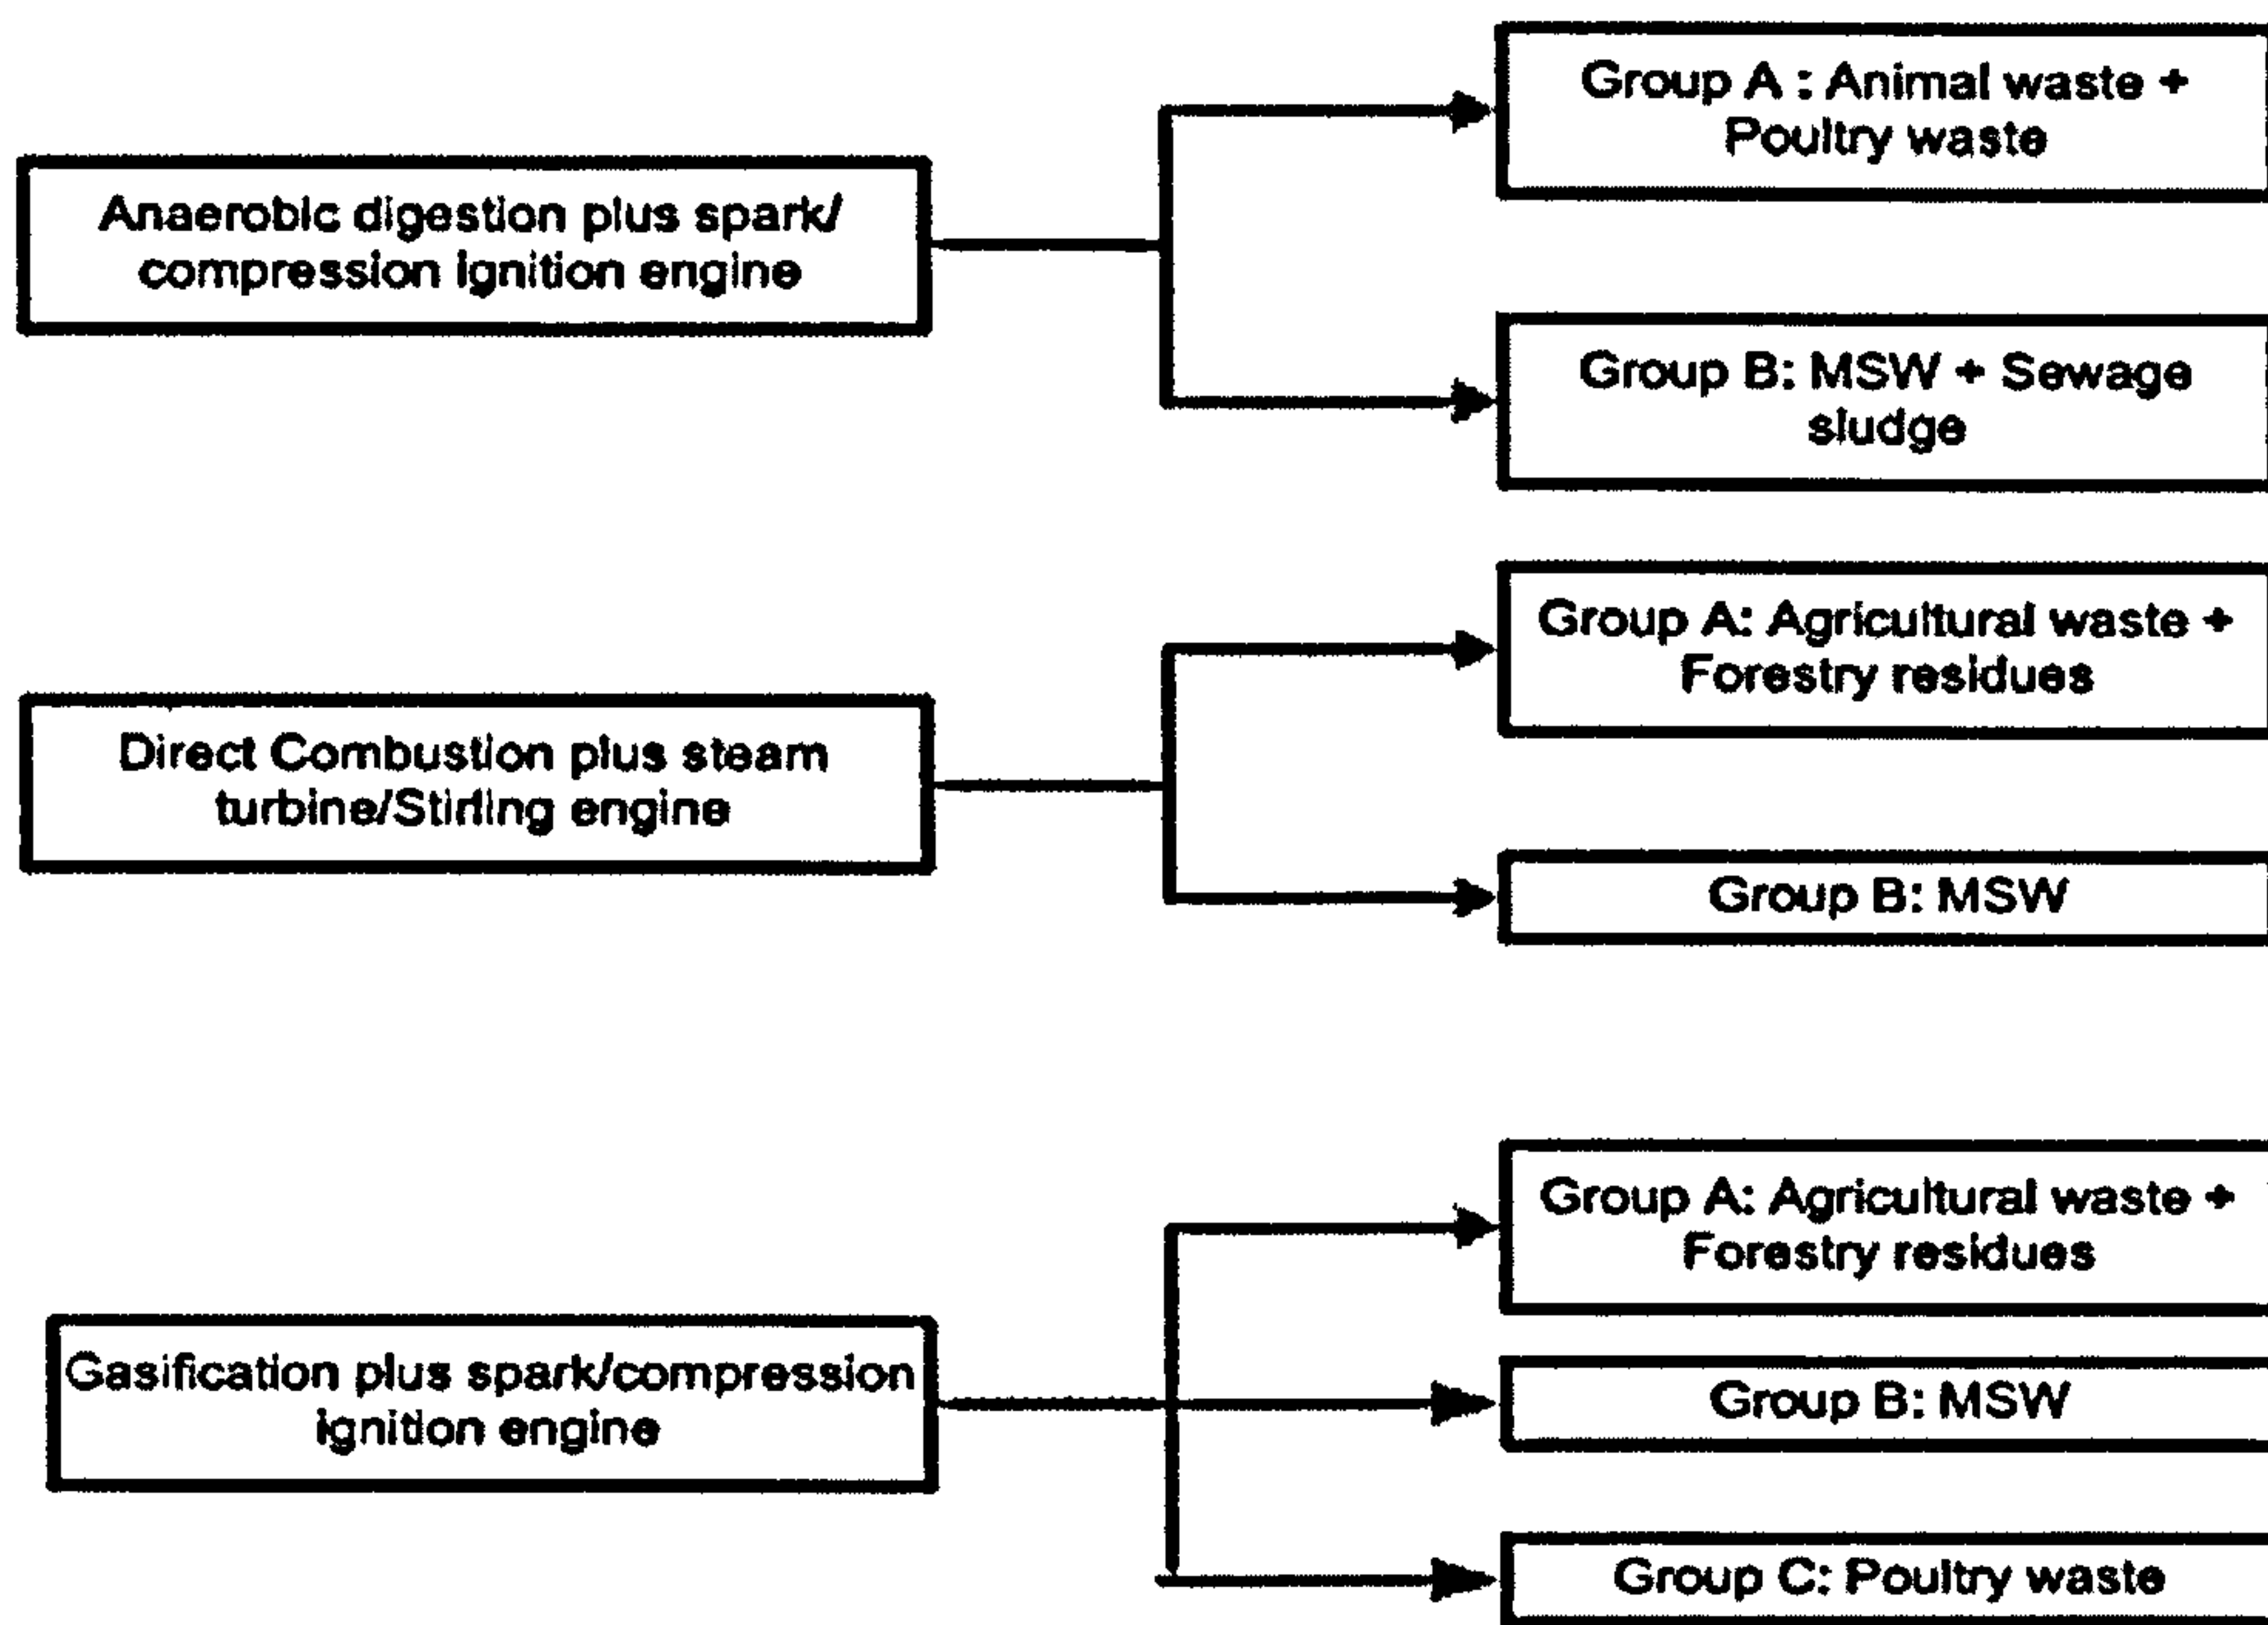 Group A : Animal waste +
Poultry waste
Anaerobic digestion plus spark/
compression ignition engine
Group B: MSW + Sewage
sludge
Group A: Agricultural waste +
Forestry residues
Direct Combustion plus steam
turbine/Stirling engine
Group B: MSW
Group A: Agricultural waste +
Forestry residues
Gasification plus spark/compression
ignition engine
Group B: MSW
Group C: Poultry waste